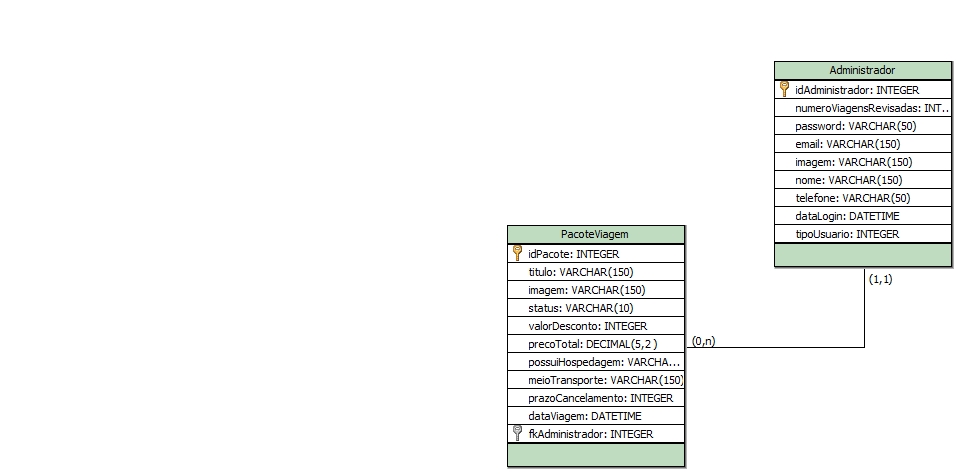 Administrador
idAdministrador: INTEGER
numeroViagensRevisadas: INT...
password: VARCHAR(50)
email: VARCHAR(150)
imagem: VARCHAR(150)
nome: VARCHAR(150)
telefone: VARCHAR(50)
dataLogin: DATETIME
tipoUsuario: INTEGER
(1,1)
PacoteViagem
idPacote: INTEGER
titulo: VARCHAR(150)
imagem: VARCHAR(150)
status: VARCHAR(10)
valorDesconto: INTEGER
precoTotal: DECIMAL(5,2 )
possuiHospedagem: VARCHA...
meioTransporte: VARCHAR(150)
prazoCancelamento: INTEGER
dataViagem: DATETIME
fkAdministrador: INTEGER
(0,n)